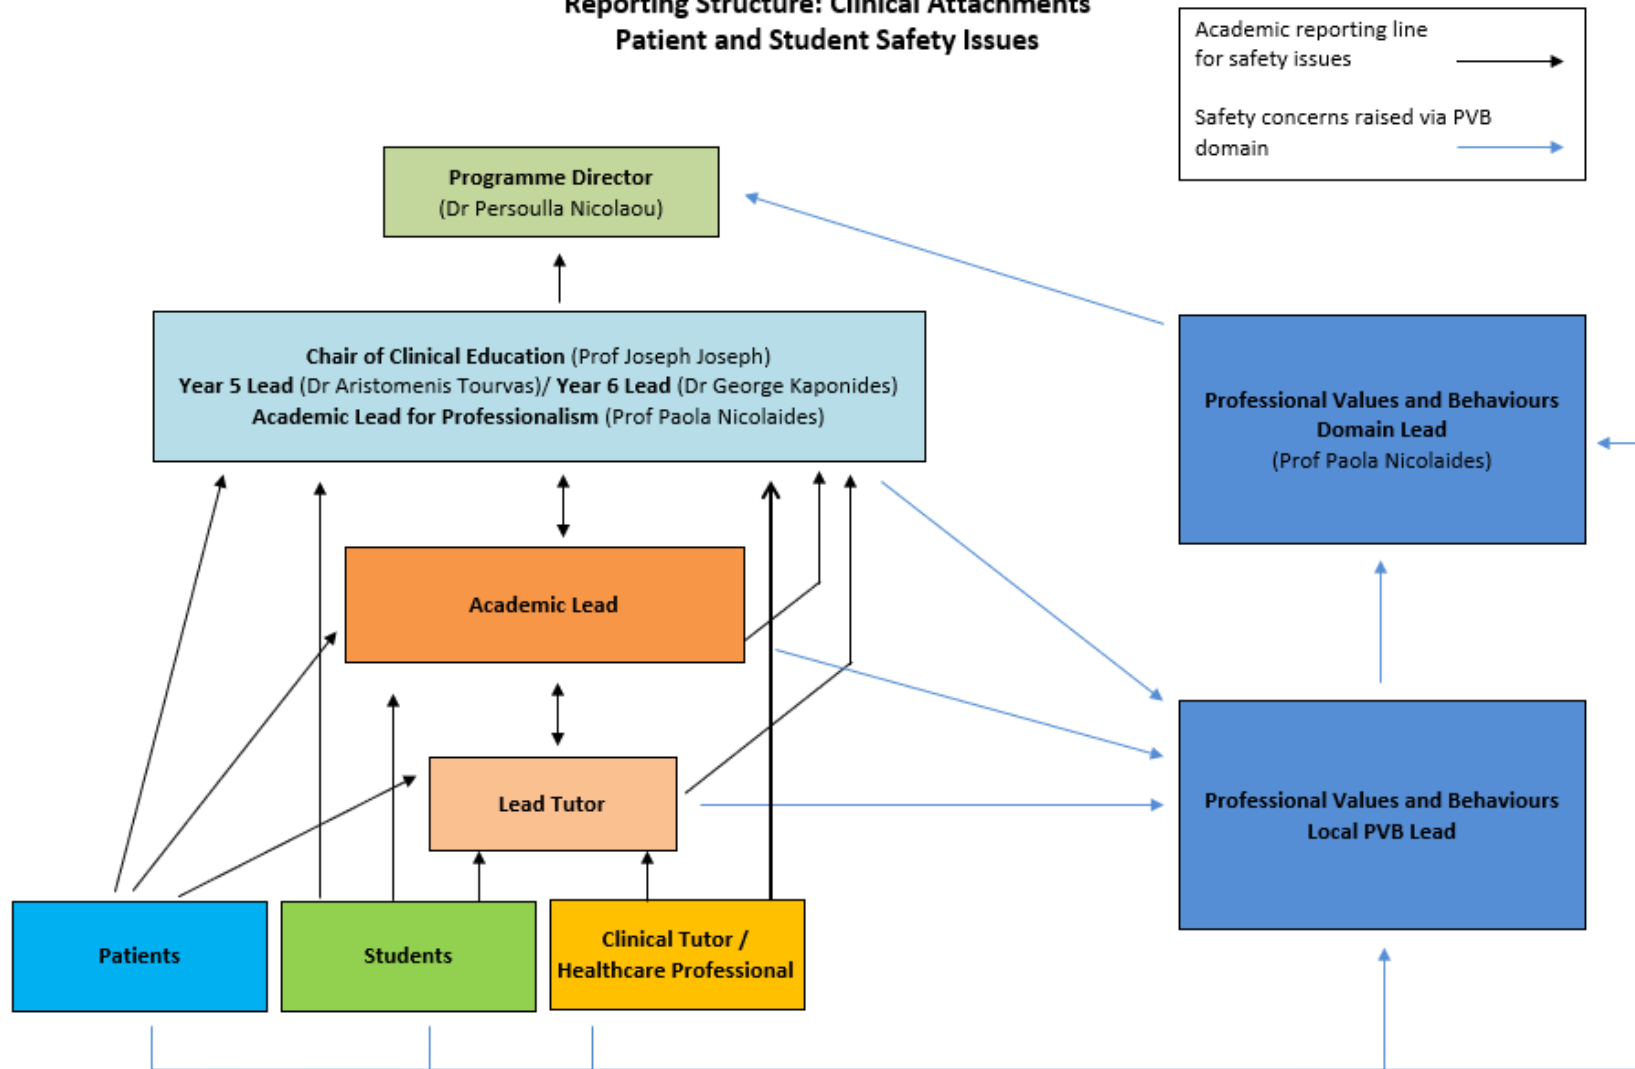 Reporting Structure: Clinical Attachments
Patient and Student Safety Issues
Academic reporting line
for safety issues
Safety concerns raised via PVB
domain
Programme Director
(Dr Persoulla Nicolaou)
Chair of Clinical Education (Prof Joseph Joseph)
Year 5 Lead (Dr Aristomenis Tourvas)/ Year 6 Lead (Dr George Kaponides)
Academic Lead for Professionalism (Prof Paola Nicolaides)
Professional Values and Behaviours
Domain Lead
(Prof Paola Nicolaides)
Academic Lead
Lead Tutor
Professional Values and Behaviours
Local PVB Lead
Patients
Students
Clinical Tutor /
Healthcare Professional